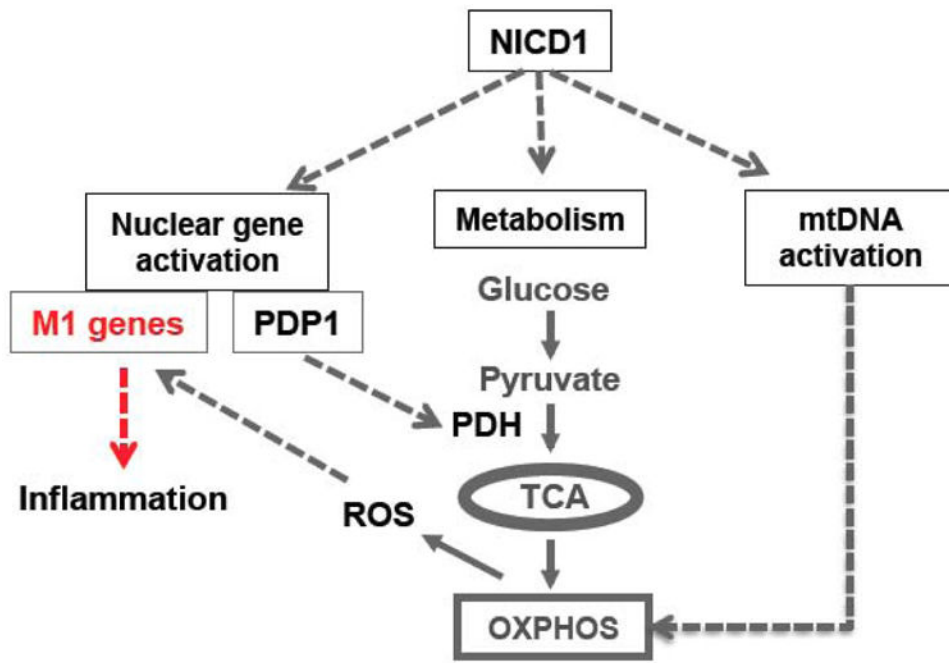 NICD1
Nuclear gene
activation
Metabolism
mtDNA
activation
M1 genes
PDP1
Glucose
Pyruvate
PDH
TCA
Inflammation
ROS
OXPHOS